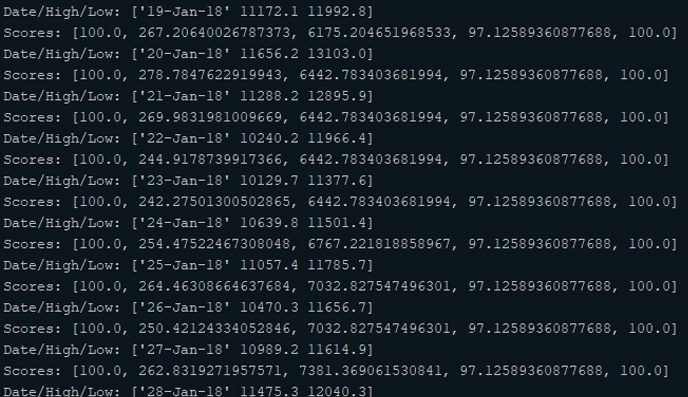 Date/High/Low: ['19-Jan-18' 11172.1 11992.8]
Scores: [100.0, 267.20640026787373, 6175.204651968533, 97.12589360877688, 100.0]
Date/High/Low: ['20-Jan-18' 11656.2 13103.0]
Scores: [100.0, 278.7847622919943, 6442.783403681994, 97.12589360877688, 100.0]
Date/High/Low: ['21-Jan-18' 11288.2 12895.9]
Scores: [100.0, 269.9831981009669, 6442.783403681994, 97.12589360877688, 100.0]
Date/High/Low: ['22-Jan-18' 10240.2 11966.4]
Scores: [100.0, 244.9178739917366, 6442.783403681994, 97.12589360877688, 100.0]
Date/High/Low: ['23-Jan-18' 10129.7 11377.6]
Scores: [100.0, 242.27501300502865, 6442.783403681994, 97.12589360877688, 100.0]
Date/High/Low: ['24-Jan-18' 10639.8 11501.4]
Scores: [100.0, 254.47522467308048, 6767.221818858967, 97.12589360877688, 100.0]
Date/High/Low: ['25-Jan-18' 11057.4 11785.7]
Scores: [100.0, 264.46308664637684, 7032.827547496301, 97.12589360877688, 100.0]
Date/High/Low: ['26-Jan-18' 10470.3 11656.7]
Scores: [100.0, 250.42124334052846, 7032.827547496301, 97.12589360877688, 100.0]
Date/High/Low: ['27-Jan-18' 10989.2 11614.9]
Scores: [100.0, 262.8319271957571, 7381.369061530841, 97.12589360877688, 100.0]
Date/High/Low: ['28-Jan-18' 11475.3 12040.3]